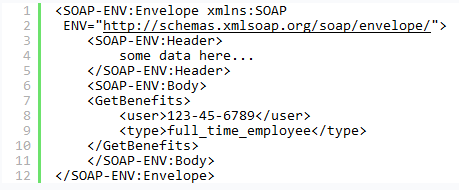 1 <SOAP-ENV:Envelope xmlns:SOAP
2 ENV="http://schemas.xmlsoap.org/soap/envelope/">
3 <SOAP-ENV:Header>
4 some data here...
5 </SOAP-ENV:Header>
6 <SOAP-ENV:Body>
7 <GetBenefits>
8 <user>123-45-6789</user>
9 <type>full_time_employee</type>
10 </GetBenefits>
11 </SOAP-ENV:Body>
12 </SOAP-ENV:Envelope>